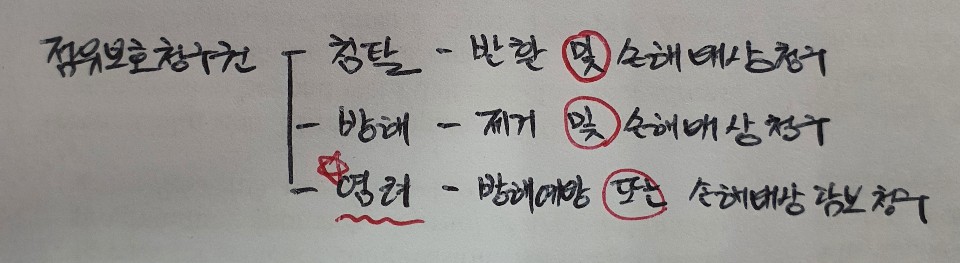 점유보호청구권 - 침탈 - 반환 및 손해배상청구
- 방해 - 제거 및 손해배상청구
- 염려 - 방해예방 또는 손해배상담보청구